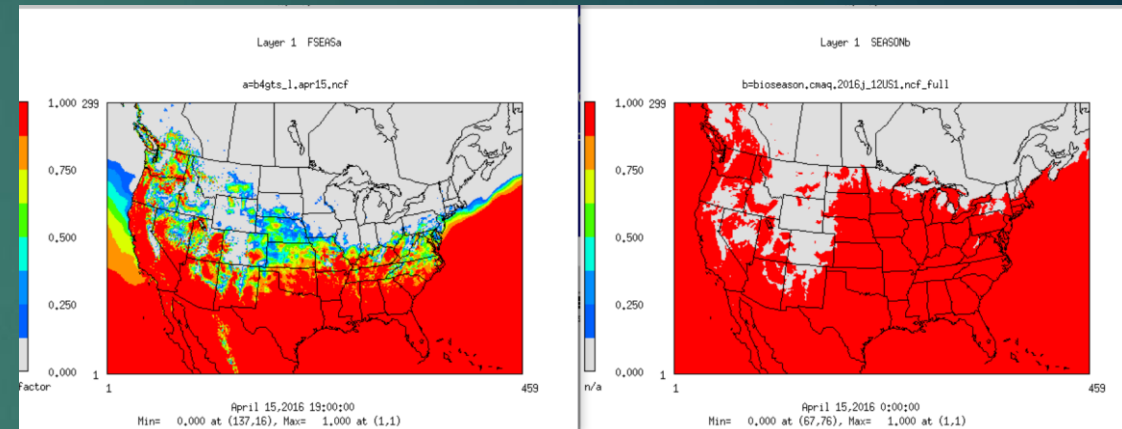 Layer 1 FSEASa
a=b4gts_l.apr15.ncf
1.000
0.750
0.500
0.250
0.000
factor
299
1
1
459
April 15,2016 19:00:00
Min= 0.000 at (137,16), Max= 1.000 at (1,1)
Layer 1 SEASONb
b=bioseason.cmaq.2016j_12US1.ncf_full
1.000
0.750
0.500
0.250
0.000
n/a
299
1
1
459
April 15,2016 0:00:00
Min= 0.000 at (67,76), Max= 1.000 at (1,1)